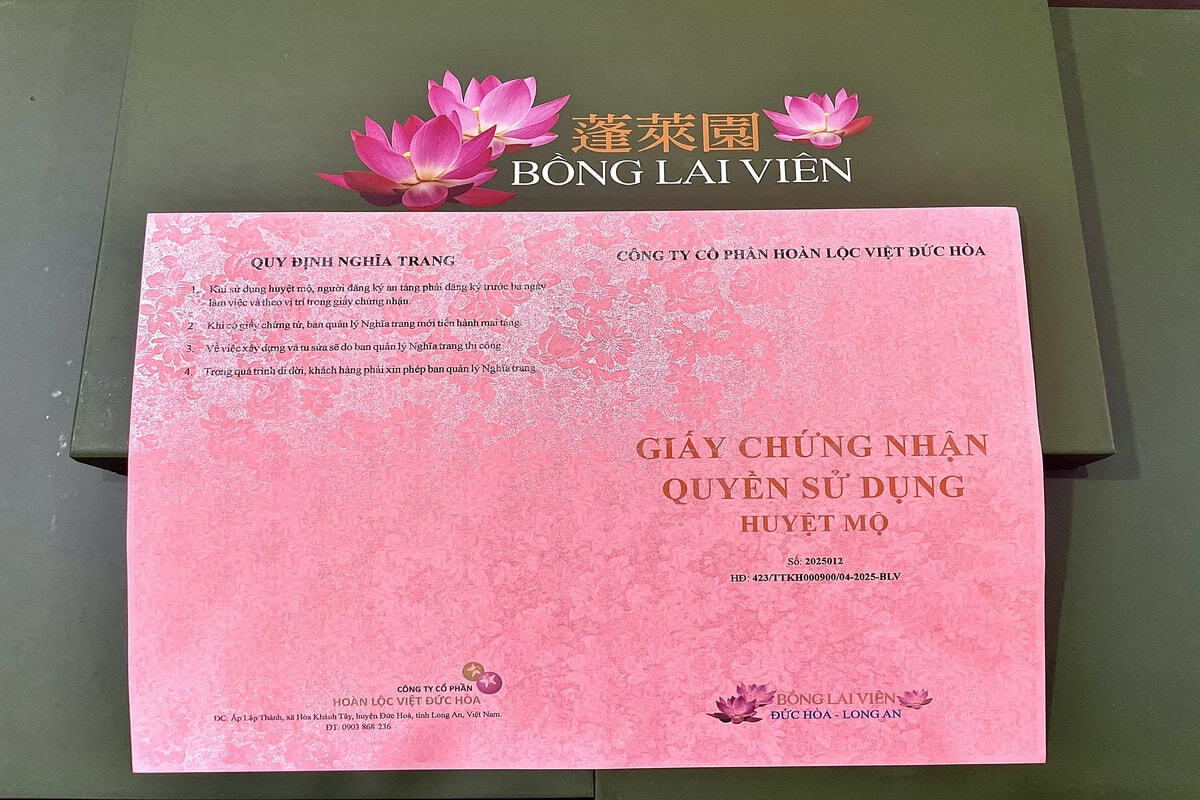 蓬萊園
BỒNG LAI VIÊN
QUY ĐỊNH NGHĨA TRANG
1. Khi sử dụng huyệt mộ, người đăng ký an táng phải đăng ký trước ba ngày
làm việc và theo vị trí trong giấy chứng nhận.
2 Khi có giấy chứng tử, ban quản lý Nghĩa trang mới tiến hành mai táng.
3. Về việc xây dựng và tu sửa sẽ do ban quản lý Nghĩa trang thi công
4. Trong quá trình di dời, khách hàng phải xin phép ban quản lý Nghĩa trang
CÔNG TY CỔ PHẦN
HOÀN LỘC VIỆT ĐỨC HÒA
ĐC: Ấp Lập Thành, xã Hòa Khánh Tây, huyện Đức Hoà, tỉnh Long An, Việt Nam.
ĐT: 0903 868 236
CÔNG TY CỔ PHẦN HOÀN LỘC VIỆT ĐỨC HÒA
GIẤY CHỨNG NHẬN
QUYỀN SỬ DỤNG
HUYỆT MỘ
Số: 2025012
HĐ: 423/TTKH000900/04-2025-BLV
BỒNG LAI VIÊN
ĐỨC HÒA - LONG AN